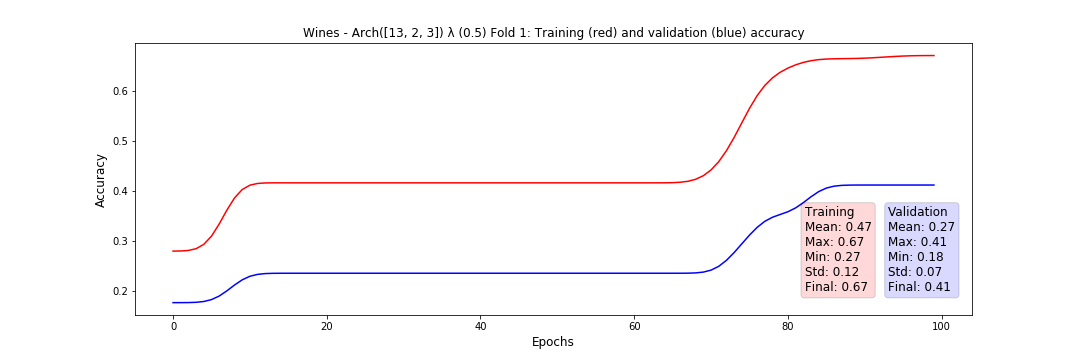 Wines - Arch([13, 2, 3]) λ (0.5) Fold 1: Training (red) and validation (blue) accuracy
Accuracy
0.6
0.5
0.4
0.3
0.2
Training
Mean: 0.47
Max: 0.67
Min: 0.27
Std: 0.12
Final: 0.67
Validation
Mean: 0.27
Max: 0.41
Min: 0.18
Std: 0.07
Final: 0.41
0 20 40 60 80 100
Epochs